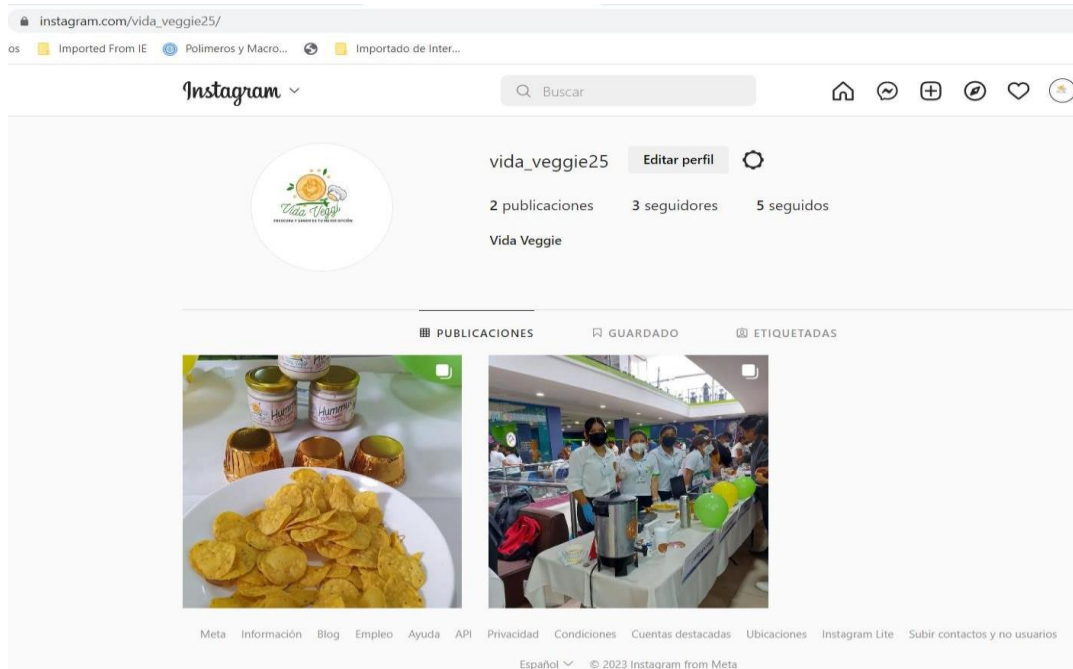 instagram.com/vida_veggie25/
os Imported From IE Polimeros y Macro... Importado de Inter...
Instagram Buscar
vida_veggie25 Editar perfil
2 publicaciones 3 seguidores 5 seguidos
Vida Veggie
Vida Veggi
PUBLICACIONES GUARDADO ETIQUETADAS
Hummus
Meta Información Blog Empleo Ayuda API Privacidad Condiciones Cuentas destacadas Ubicaciones Instagram Lite Subir contactos y no usuarios
Español © 2023 Instagram from Meta